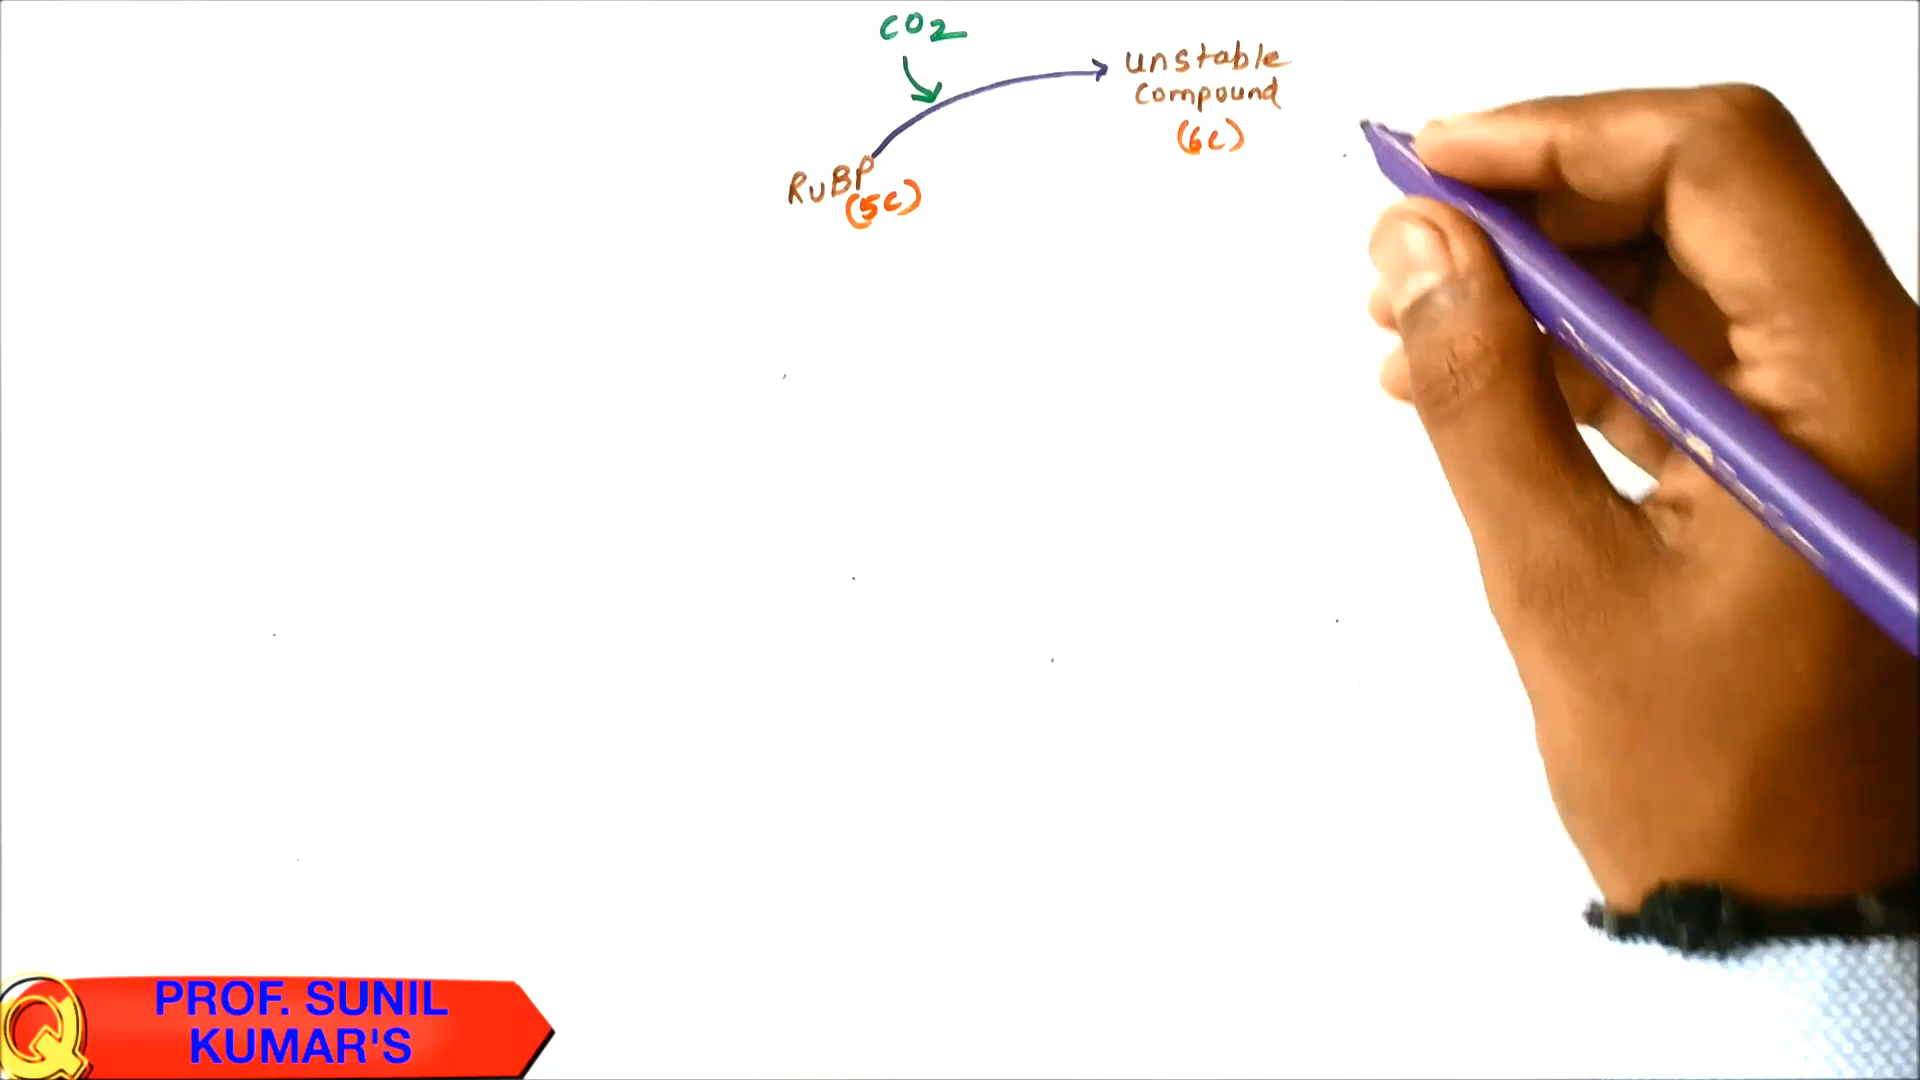 CO2
unstable
compound
(6C)
RuBP
(5C)
PROF. SUNIL
KUMAR'S